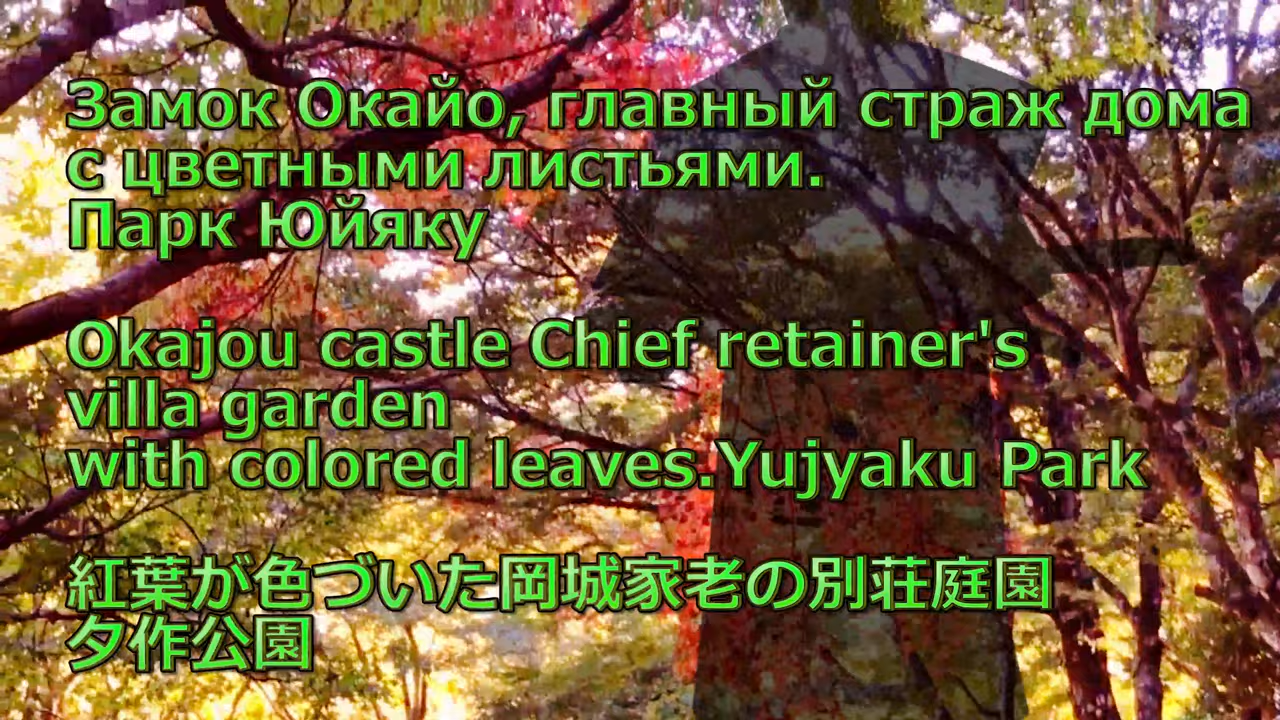 Замок Окайо, главный страж дома
с цветными листьями.
Парк Юйяку
Okajou castle Chief retainer's
villa garden
with colored leaves.Yujyaku Park
紅葉が色づいた岡城家老の別荘庭園
夕作公園